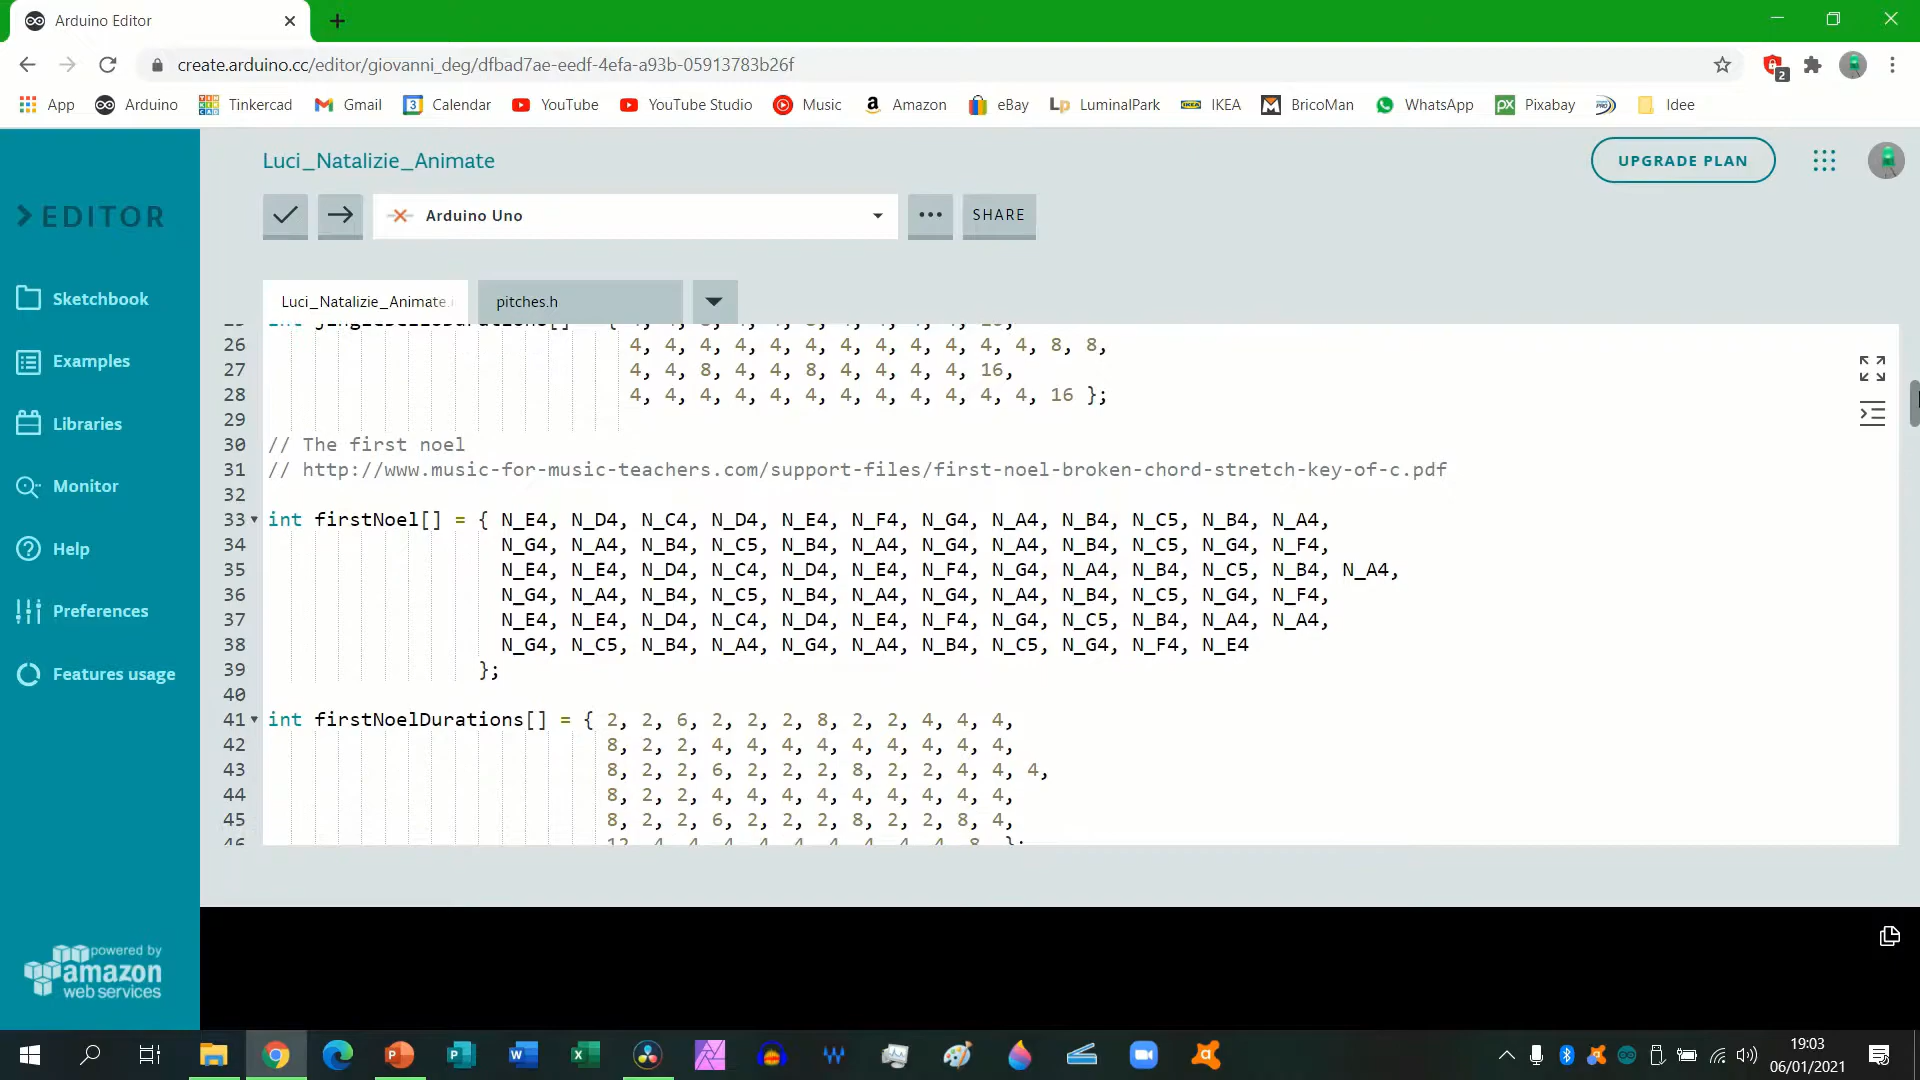 Arduino Editor
create.arduino.cc/editor/giovanni_deg/dfbad7ae-eedf-4efa-a93b-05913783b26f
2
App Arduino Tinkercad Gmail Calendar YouTube YouTube Studio Music Amazon eBay LuminalPark IKEA BricoMan WhatsApp Pixabay Idee
Luci_Natalizie_Animate
UPGRADE PLAN
EDITOR
Arduino Uno
SHARE
Sketchbook
Examples
Libraries
Monitor
Help
Preferences
Features usage
powered by
amazon
web services
Luci_Natalizie_Animate.
pitches.h
26 4, 4, 4, 4, 4, 4, 4, 4, 4, 4, 4, 4, 8, 8,
27 4, 4, 8, 4, 4, 8, 4, 4, 4, 4, 16,
28 4, 4, 4, 4, 4, 4, 4, 4, 4, 4, 4, 4, 16 };
29
30 // The first noel
31 // http://www.music-for-music-teachers.com/support-files/first-noel-broken-chord-stretch-key-of-c.pdf
32
33 int firstNoel[] = { N_E4, N_D4, N_C4, N_D4, N_E4, N_F4, N_G4, N_A4, N_B4, N_C5, N_B4, N_A4,
34 N_G4, N_A4, N_B4, N_C5, N_B4, N_A4, N_G4, N_A4, N_B4, N_C5, N_G4, N_F4,
35 N_E4, N_E4, N_D4, N_C4, N_D4, N_E4, N_F4, N_G4, N_A4, N_B4, N_C5, N_B4, N_A4,
36 N_G4, N_A4, N_B4, N_C5, N_B4, N_A4, N_G4, N_A4, N_B4, N_C5, N_G4, N_F4,
37 N_E4, N_E4, N_D4, N_C4, N_D4, N_E4, N_F4, N_G4, N_C5, N_B4, N_A4, N_A4,
38 N_G4, N_C5, N_B4, N_A4, N_G4, N_A4, N_B4, N_C5, N_G4, N_F4, N_E4
39 };
40
41 int firstNoelDurations[] = { 2, 2, 6, 2, 2, 2, 8, 2, 2, 4, 4, 4,
42 8, 2, 2, 4, 4, 4, 4, 4, 4, 4, 4, 4,
43 8, 2, 2, 6, 2, 2, 2, 8, 2, 2, 4, 4, 4,
44 8, 2, 2, 4, 4, 4, 4, 4, 4, 4, 4, 4,
45 8, 2, 2, 6, 2, 2, 2, 8, 2, 2, 8, 4,
19:03
06/01/2021